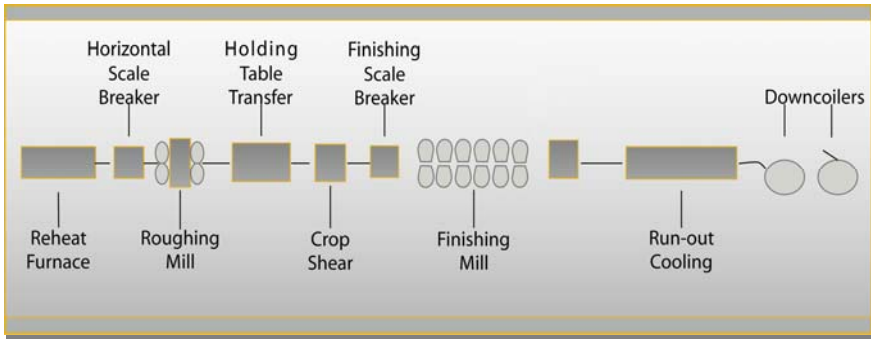 Horizontal
Scale
Breaker
Holding
Table
Transfer
Finishing
Scale
Breaker
Downcoilers
Reheat
Furnace
Roughing
Mill
Crop
Shear
Finishing
Mill
Run-out
Cooling